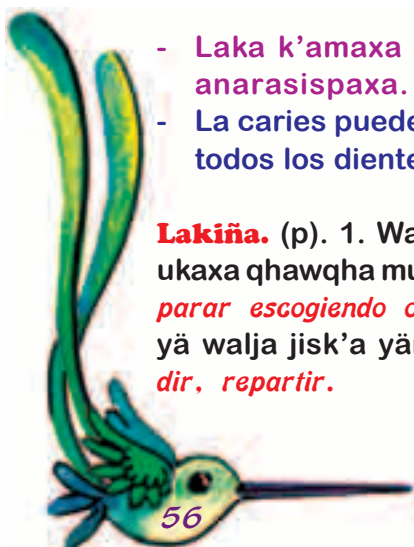 - Laka k’amaxa
anarasispaxa.
- La caries puede
todos los diente
Lakiña. (p). 1. Wa
ukaxa qhawqha mu
parar escogiendo
yä walja jisk’a yä
dir, repartir.
56